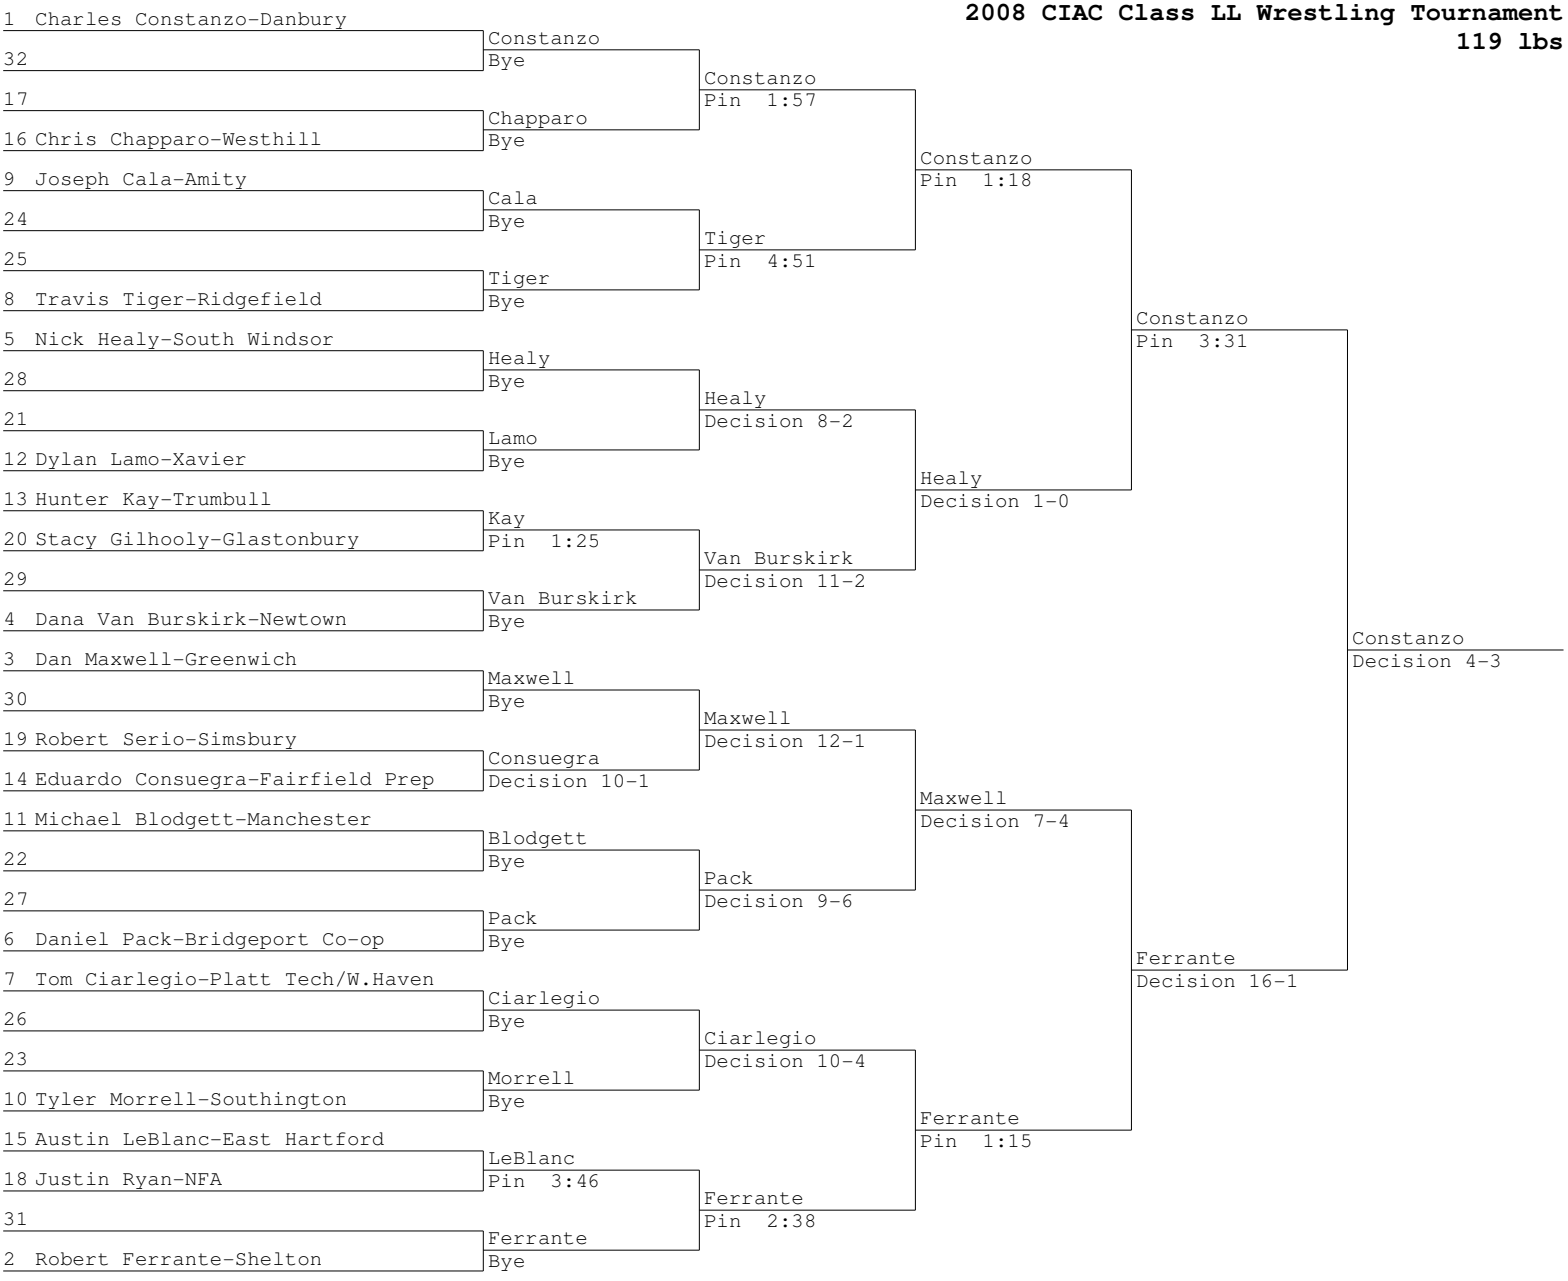 2008 CIAC Class LL Wrestling Tournament
119 lbs
1 Charles Constanzo-Danbury
32
17
16 Chris Chapparo-Westhill
9 Joseph Cala-Amity
24
25
8 Travis Tiger-Ridgefield
5 Nick Healy-South Windsor
28
21
12 Dylan Lamo-Xavier
13 Hunter Kay-Trumbull
20 Stacy Gilhooly-Glastonbury
29
4 Dana Van Burskirk-Newtown
3 Dan Maxwell-Greenwich
30
19 Robert Serio-Simsbury
14 Eduardo Consuegra-Fairfield Prep
11 Michael Blodgett-Manchester
22
27
6 Daniel Pack-Bridgeport Co-op
7 Tom Ciarlegio-Platt Tech/W.Haven
26
23
10 Tyler Morrell-Southington
15 Austin LeBlanc-East Hartford
18 Justin Ryan-NFA
31
2 Robert Ferrante-Shelton
Constanzo
Bye
Chapparo
Bye
Cala
Bye
Tiger
Bye
Healy
Bye
Lamo
Bye
Kay
Pin 1:25
Van Burskirk
Bye
Maxwell
Bye
Consuegra
Decision 10-1
Blodgett
Bye
Pack
Bye
Ciarlegio
Bye
Morrell
Bye
LeBlanc
Pin 3:46
Ferrante
Bye
Constanzo
Pin 1:57
Tiger
Pin 4:51
Healy
Decision 8-2
Van Burskirk
Decision 11-2
Maxwell
Decision 12-1
Pack
Decision 9-6
Ciarlegio
Decision 10-4
Ferrante
Pin 2:38
Constanzo
Pin 1:18
Healy
Decision 1-0
Maxwell
Decision 7-4
Ferrante
Pin 1:15
Constanzo
Pin 3:31
Ferrante
Decision 16-1
Constanzo
Decision 4-3